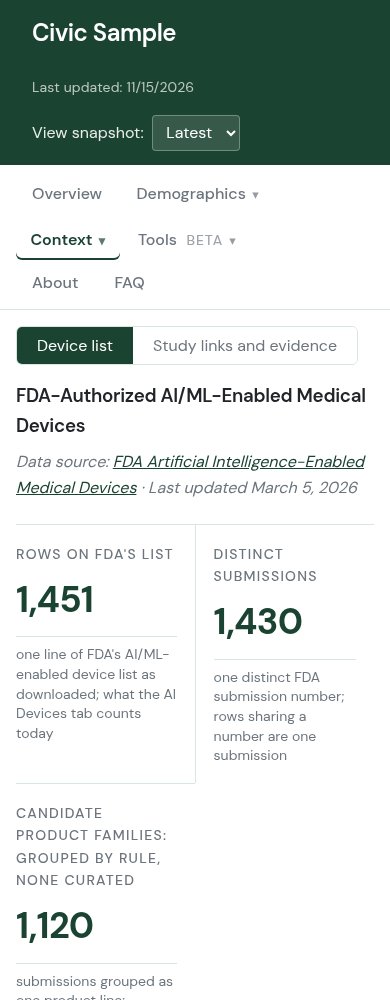 Civic Sample
Last updated: 11/15/2026
View snapshot: Latest
Overview Demographics ▾
Context ▾ Tools BETA ▾
About FAQ
Device list Study links and evidence
FDA-Authorized AI/ML-Enabled Medical
Devices
Data source: FDA Artificial Intelligence-Enabled
Medical Devices · Last updated March 5, 2026
ROWS ON FDA'S LIST
1,451
one line of FDA's AI/ML-
enabled device list as
downloaded; what the AI
Devices tab counts
today
DISTINCT
SUBMISSIONS
1,430
one distinct FDA
submission number;
rows sharing a
number are one
submission
CANDIDATE
PRODUCT FAMILIES:
GROUPED BY RULE,
NONE CURATED
1,120
submissions grouped as
one product line;